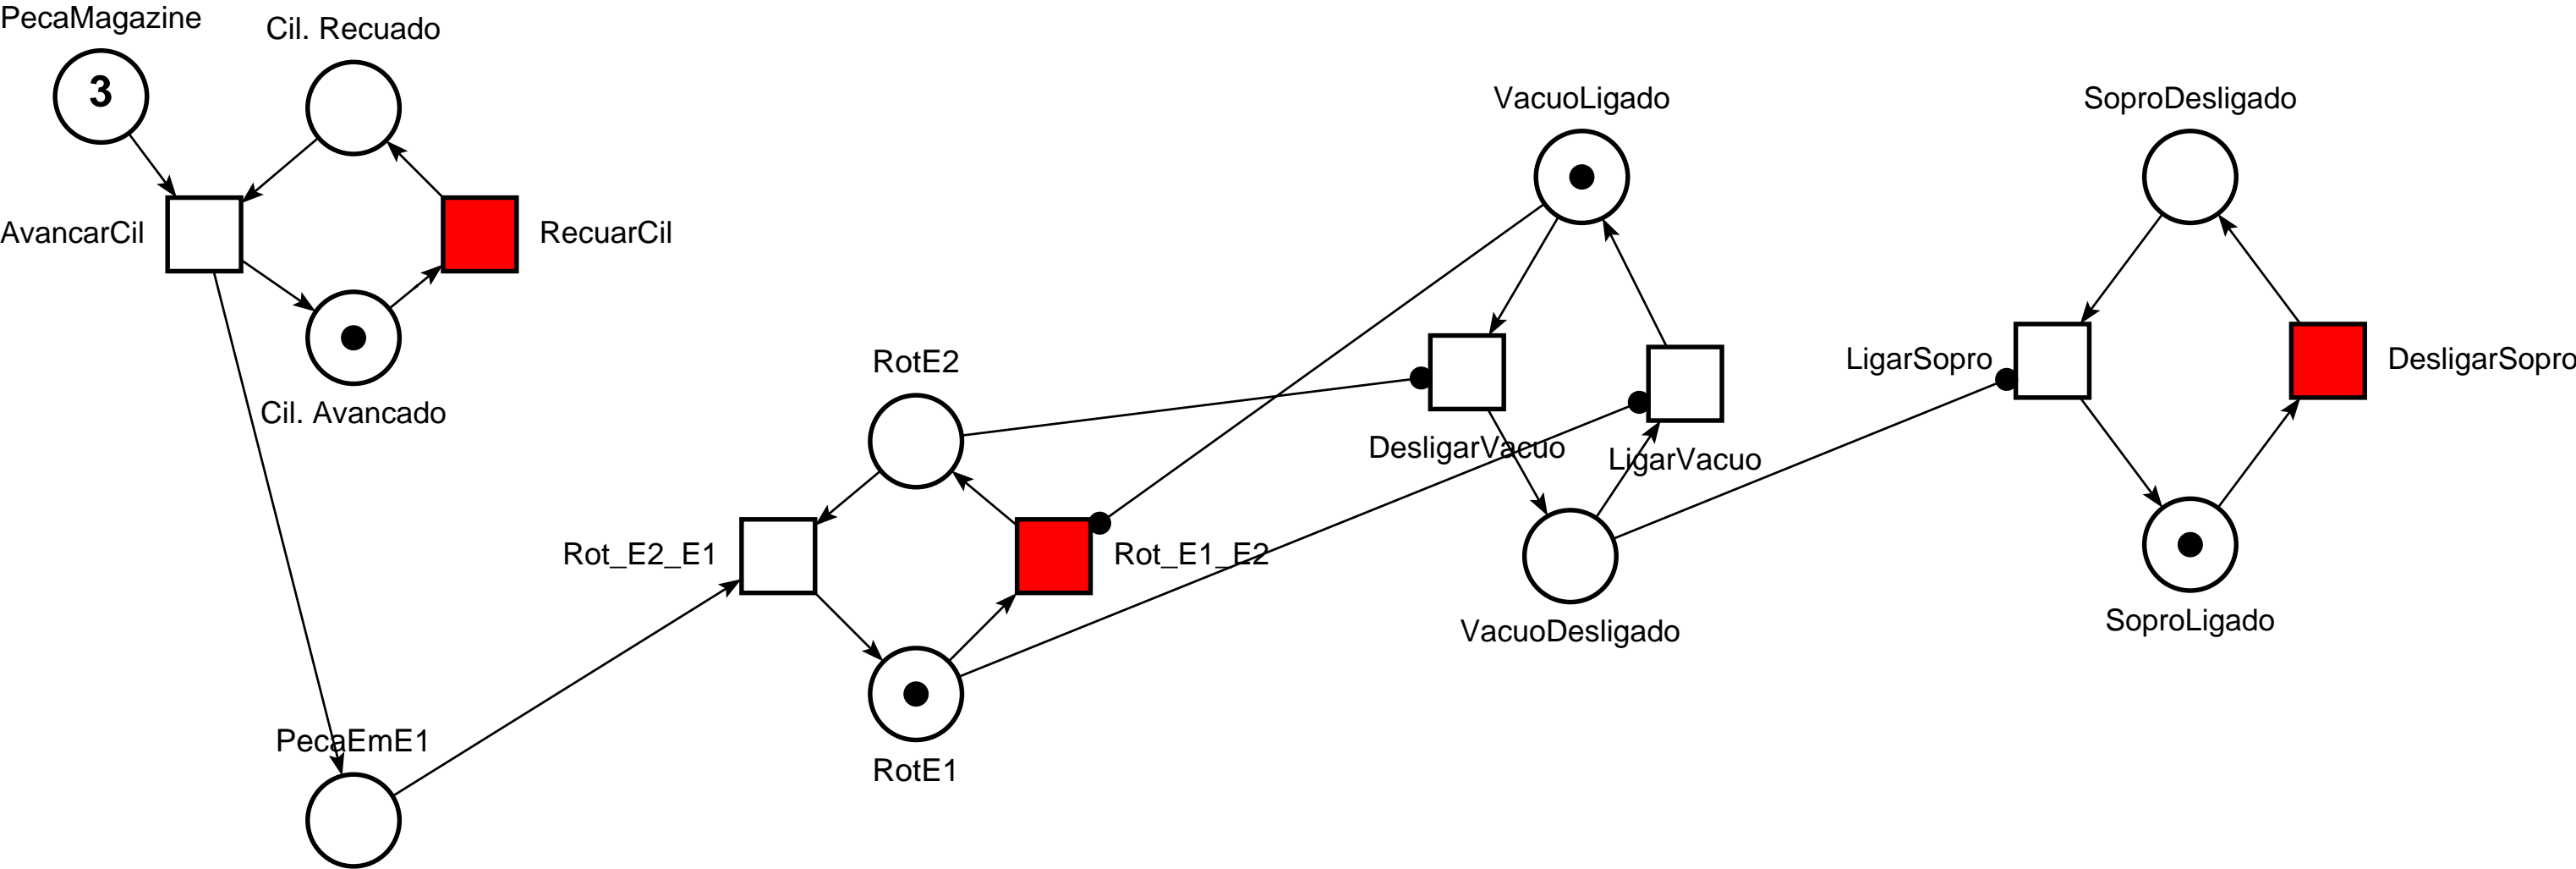 PecaMagazine
Cil. Recuado
3
AvancarCil
RecuarCil
Cil. Avancado
VacuoLigado
SoproDesligado
RotE2
DesligarVacuo
LigarVacuo
LigarSopro
DesligarSopro
Rot_E2_E1
Rot_E1_E2
VacuoDesligado
SoproLigado
PecaEmE1
RotE1